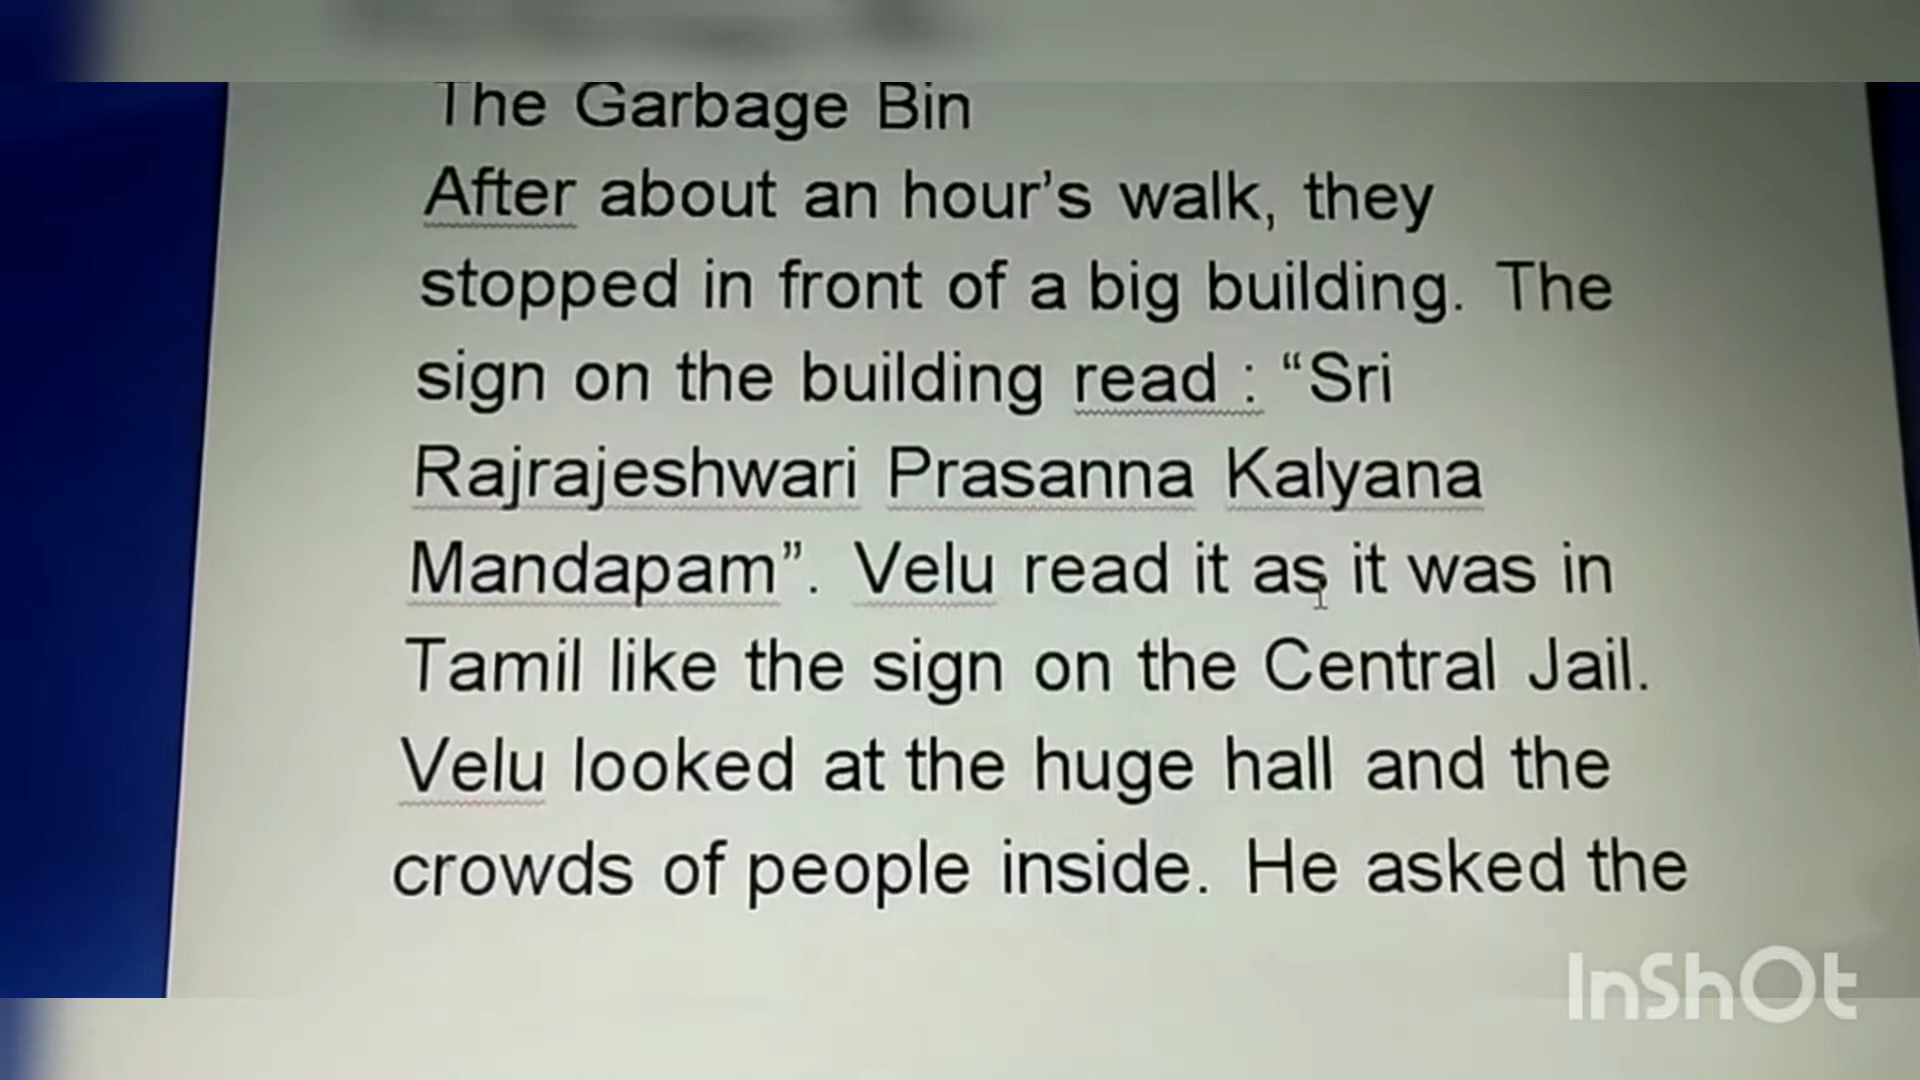 The Garbage Bin
After about an hour’s walk, they
stopped in front of a big building. The
sign on the building read : “Sri
Rajrajeshwari Prasanna Kalyana
Mandapam”. Velu read it as it was in
Tamil like the sign on the Central Jail.
Velu looked at the huge hall and the
crowds of people inside. He asked the
InShOt